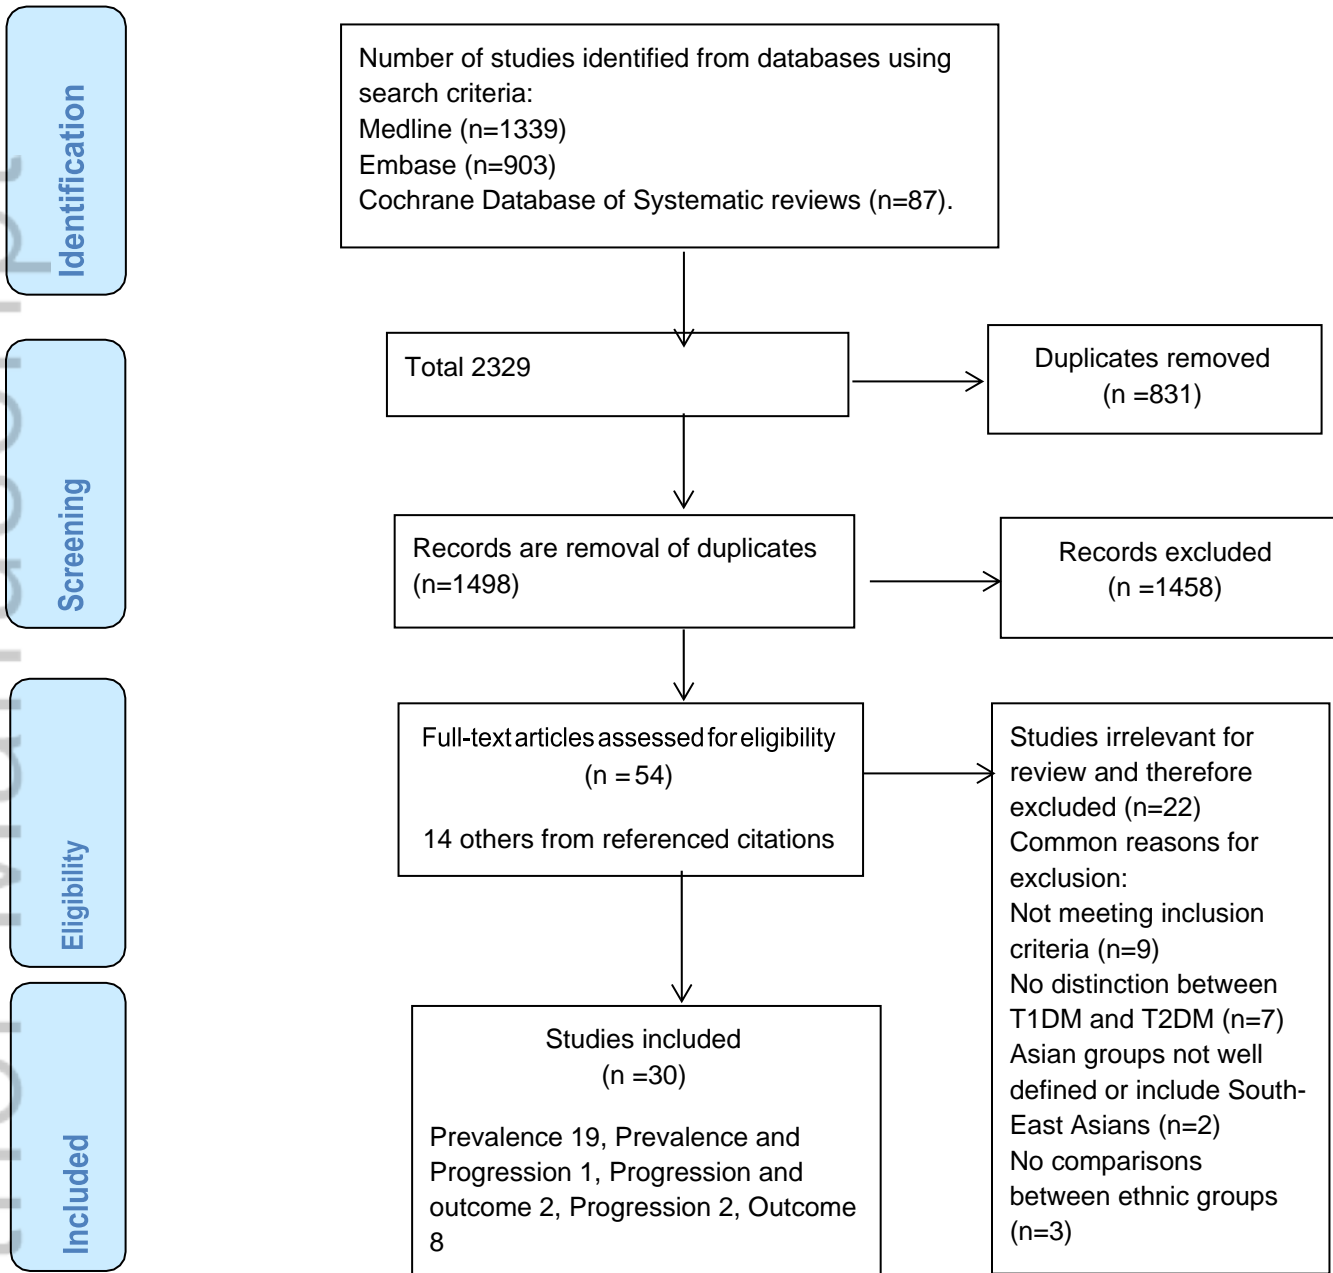 Identification
Number of studies identified from databases using
search criteria:
Medline (n=1339)
Embase (n=903)
Cochrane Database of Systematic reviews (n=87).
Screening
Total 2329
Duplicates removed
(n =831)
Records are removal of duplicates
(n=1498)
Records excluded
(n =1458)
Eligibility
Full-text articles assessed for eligibility
(n = 54)
14 others from referenced citations
Studies irrelevant for
review and therefore
excluded (n=22)
Common reasons for
exclusion:
Not meeting inclusion
criteria (n=9)
No distinction between
T1DM and T2DM (n=7)
Asian groups not well
defined or include South-
East Asians (n=2)
No comparisons
between ethnic groups
(n=3)
Included
Studies included
(n =30)
Prevalence 19, Prevalence and
Progression 1, Progression and
outcome 2, Progression 2, Outcome
8